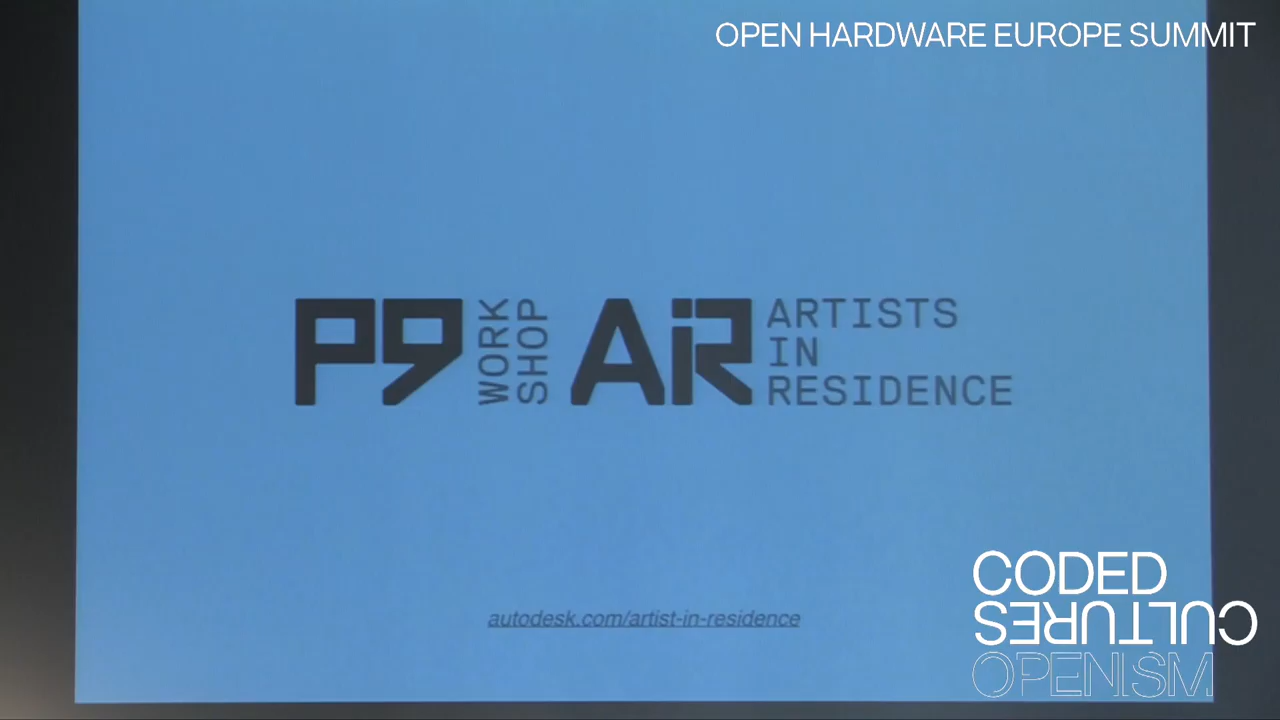 OPEN HARDWARE EUROPE SUMMIT
P9
WORK
SHOP
AiR
ARTISTS
IN
RESIDENCE
autodesk.com/artist-in-residence
CODED
CULTURES
OPENISM